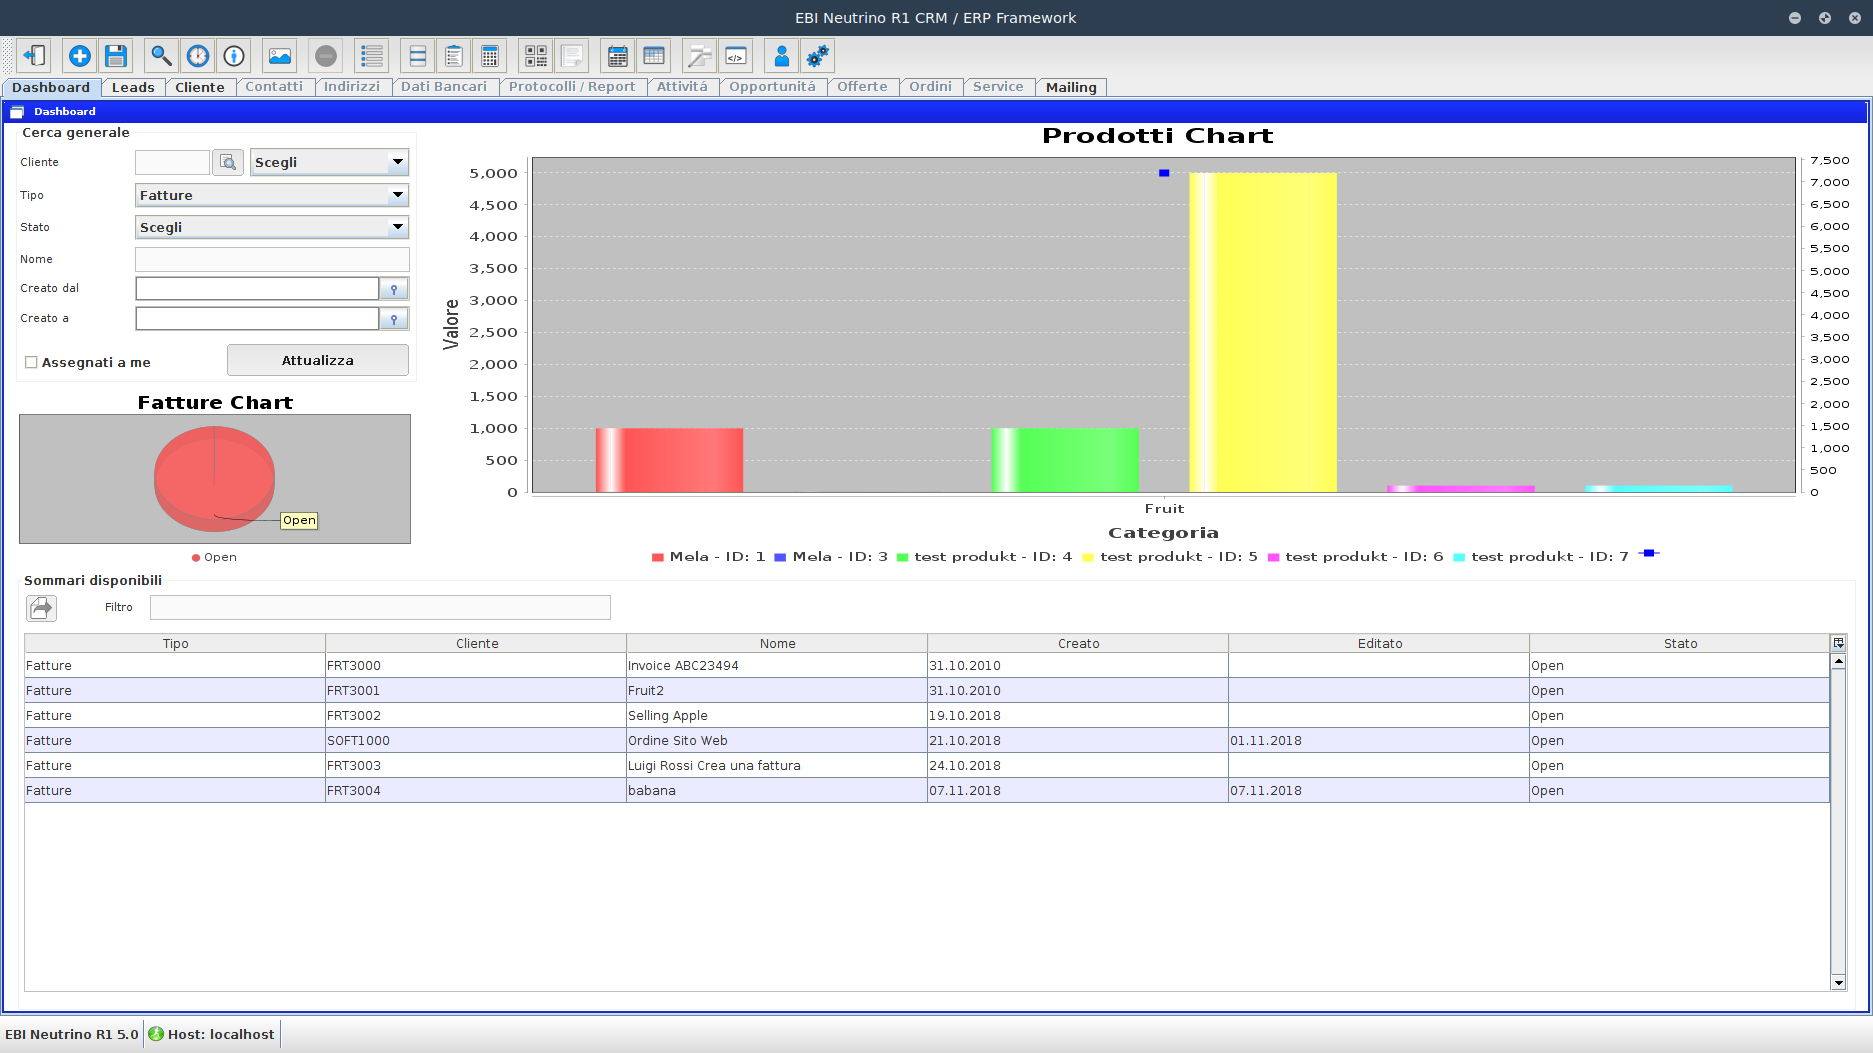 EBI Neutrino R1 CRM / ERP Framework
Dashboard Leads Cliente Contatti Indirizzi Dati Bancari Protocolli / Report Attivitá Opportunitá Offerte Ordini Service Mailing
Dashboard
Cerca generale
Cliente Scegli
Tipo Fatture
Stato Scegli
Nome
Creato dal
Creato a
Assegnati a me Attualizza
Fatture Chart
Open
Open
Prodotti Chart
5,000
4,500
4,000
3,500
3,000
2,500
2,000
1,500
1,000
500
0
Valore
7,500
7,000
6,500
6,000
5,500
5,000
4,500
4,000
3,500
3,000
2,500
2,000
1,500
1,000
500
0
Fruit
Categoria
Mela - ID: 1 Mela - ID: 3 test produkt - ID: 4 test produkt - ID: 5 test produkt - ID: 6 test produkt - ID: 7
Sommari disponibili
Filtro
Tipo Cliente Nome Creato Editato Stato
Fatture FRT3000 Invoice ABC23494 31.10.2010 Open
Fatture FRT3001 Fruit2 31.10.2010 Open
Fatture FRT3002 Selling Apple 19.10.2018 Open
Fatture SOFT1000 Ordine Sito Web 21.10.2018 01.11.2018 Open
Fatture FRT3003 Luigi Rossi Crea una fattura 24.10.2018 Open
Fatture FRT3004 babana 07.11.2018 07.11.2018 Open
EBI Neutrino R1 5.0 Host: localhost